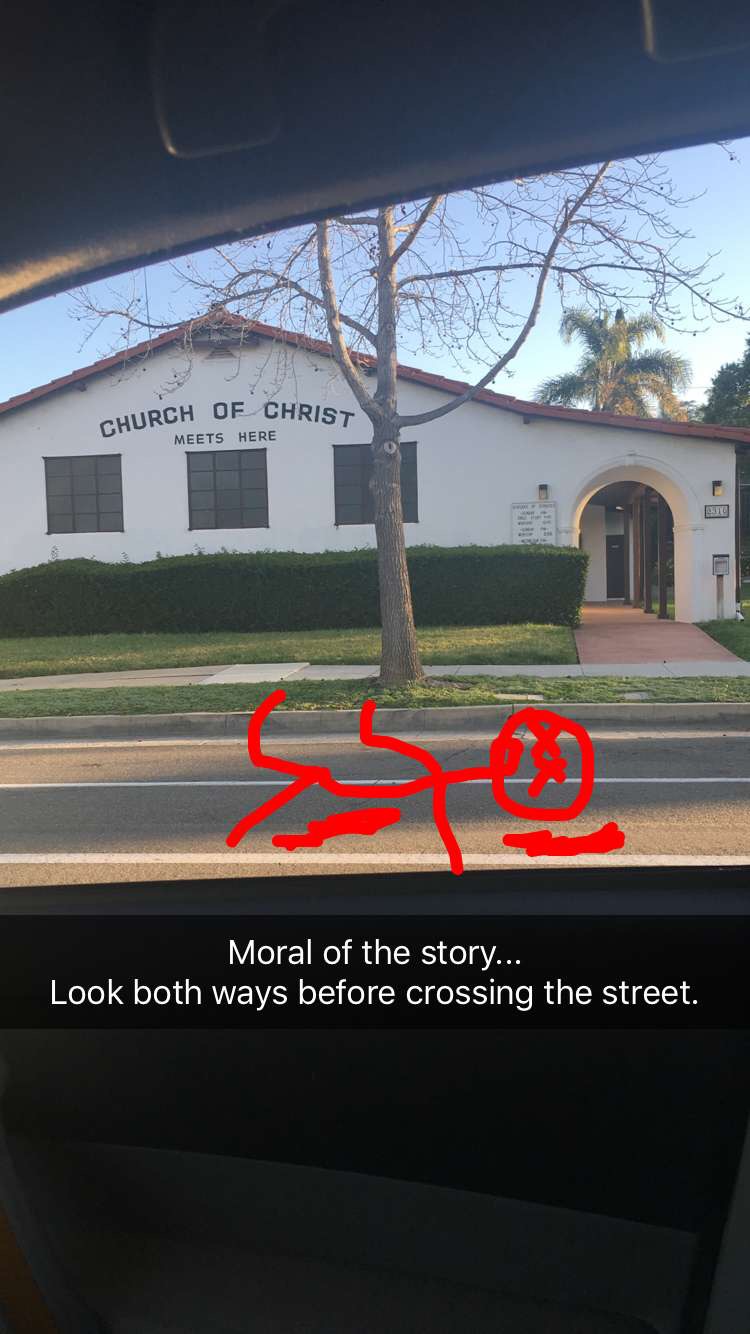 CHURCH OF CHRIST
MEETS HERE
Moral of the story...
Look both ways before crossing the street.